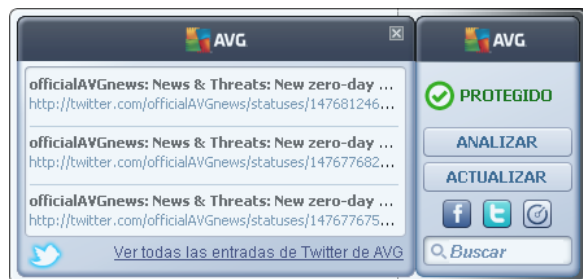 AVG
officialAVGnews: News & Threats: New zero-day ...
http://twitter.com/officialAVGnews/statuses/147681246...
officialAVGnews: News & Threats: New zero-day ...
http://twitter.com/officialAVGnews/statuses/147677682...
officialAVGnews: News & Threats: New zero-day ...
http://twitter.com/officialAVGnews/statuses/147677675...
Ver todas las entradas de Twitter de AVG
AVG
PROTEGIDO
ANALIZAR
ACTUALIZAR
f t
Buscar